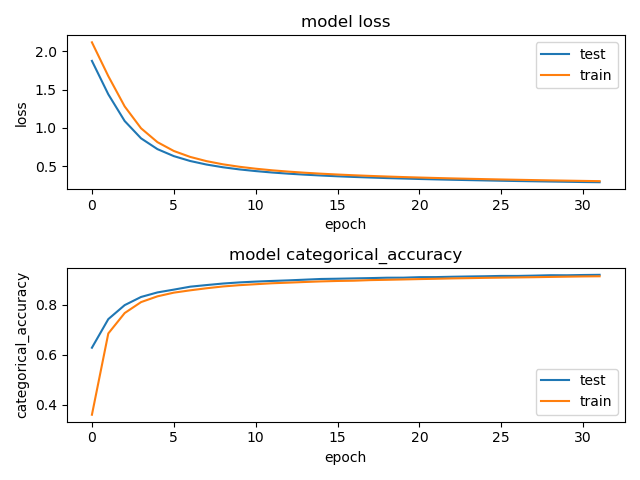 model loss
2.0
1.5
1.0
0.5
loss
test
train
0 5 10 15 20 25 30
epoch
model categorical_accuracy
0.8
0.6
0.4
categorical_accuracy
test
train
0 5 10 15 20 25 30
epoch